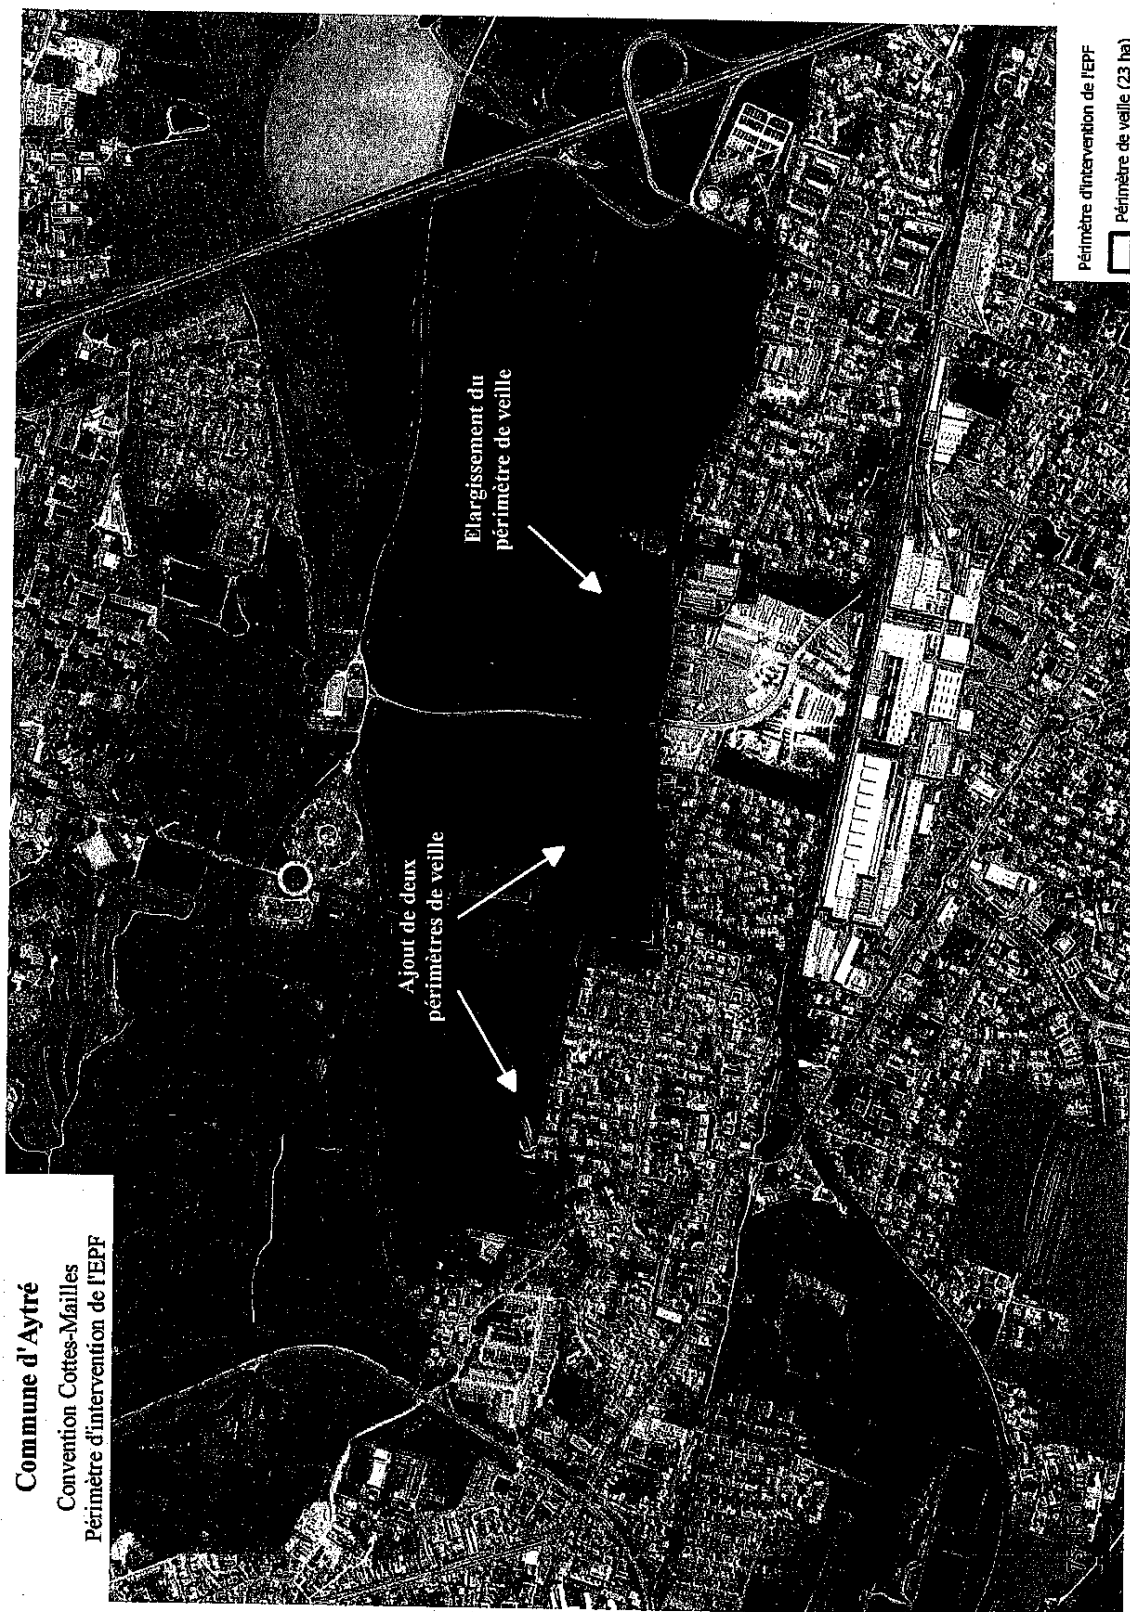 Commune d'Aytré
Convention Cottes-Mailles
Périmètre d'intervention de l'EPF
Ajout de deux
périmètres de veille
Elargissement du
périmètre de veille
Périmètre d'intervention de l'EPF
Périmètre de veille (23 ha)